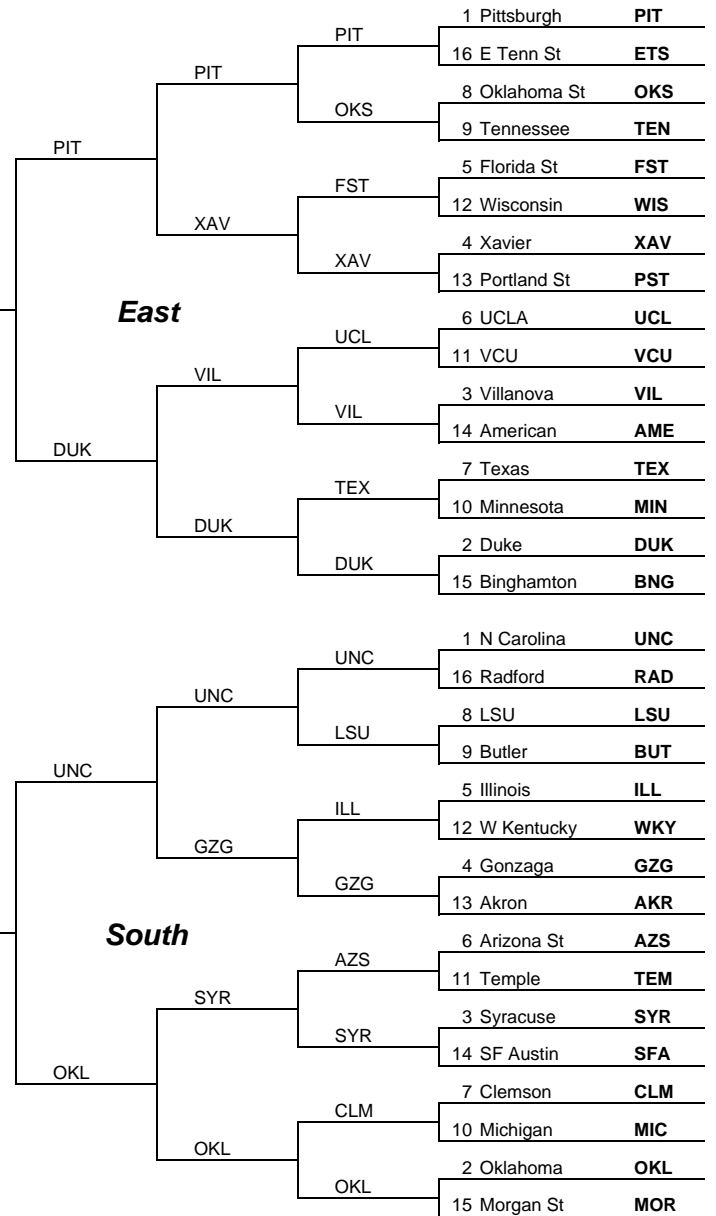 1 Pittsburgh PIT
PIT
16 E Tenn St ETS
PIT
8 Oklahoma St OKS
OKS
9 Tennessee TEN
PIT
5 Florida St FST
FST
12 Wisconsin WIS
XAV
4 Xavier XAV
XAV
13 Portland St PST
East
6 UCLA UCL
UCL
11 VCU VCU
VIL
3 Villanova VIL
VIL
14 American AME
DUK
7 Texas TEX
TEX
10 Minnesota MIN
DUK
2 Duke DUK
DUK
15 Binghamton BNG
1 N Carolina UNC
UNC
16 Radford RAD
UNC
8 LSU LSU
LSU
9 Butler BUT
UNC
5 Illinois ILL
ILL
12 W Kentucky WKY
GZG
4 Gonzaga GZG
GZG
13 Akron AKR
South
6 Arizona St AZS
AZS
11 Temple TEM
SYR
3 Syracuse SYR
SYR
14 SF Austin SFA
OKL
7 Clemson CLM
CLM
10 Michigan MIC
OKL
2 Oklahoma OKL
OKL
15 Morgan St MOR